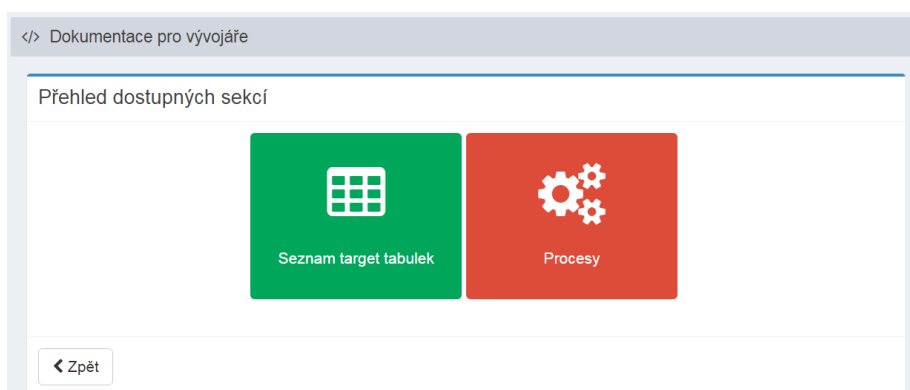 Dokumentace pro vývojáře
Přehled dostupných sekcí
Seznam target tabulek
Procesy
Zpět